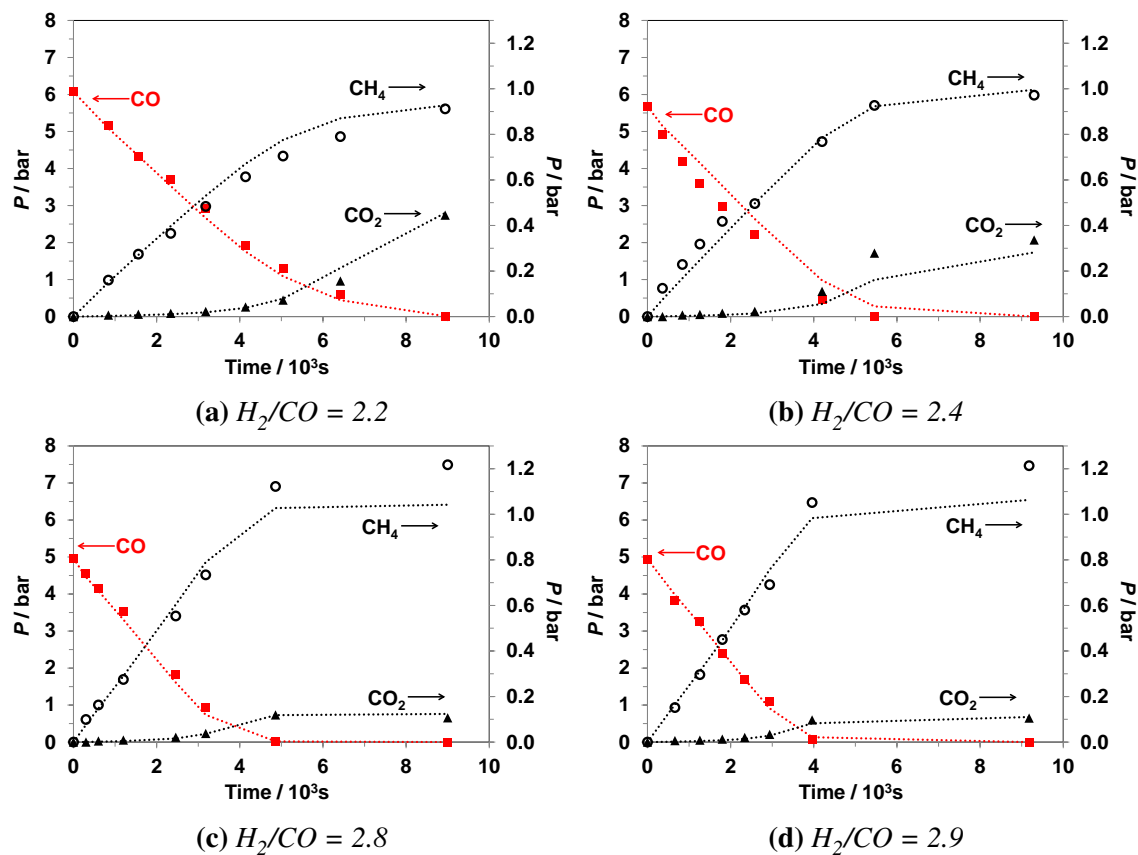 8
7
6
5
4
3
2
1
0
P / bar
CO
CH4
CO2
1.2
1.0
0.8
0.6
0.4
0.2
0.0
P / bar
0 2 4 6 8 10
Time / 10³s
(a) H2/CO = 2.2
8
7
6
5
4
3
2
1
0
P / bar
CO
CH4
CO2
1.2
1.0
0.8
0.6
0.4
0.2
0.0
P / bar
0 2 4 6 8 10
Time / 10³s
(b) H2/CO = 2.4
8
7
6
5
4
3
2
1
0
P / bar
CO
CH4
CO2
1.2
1.0
0.8
0.6
0.4
0.2
0.0
P / bar
0 2 4 6 8 10
Time / 10³s
(c) H2/CO = 2.8
8
7
6
5
4
3
2
1
0
P / bar
CO
CH4
CO2
1.2
1.0
0.8
0.6
0.4
0.2
0.0
P / bar
0 2 4 6 8 10
Time / 10³s
(d) H2/CO = 2.9